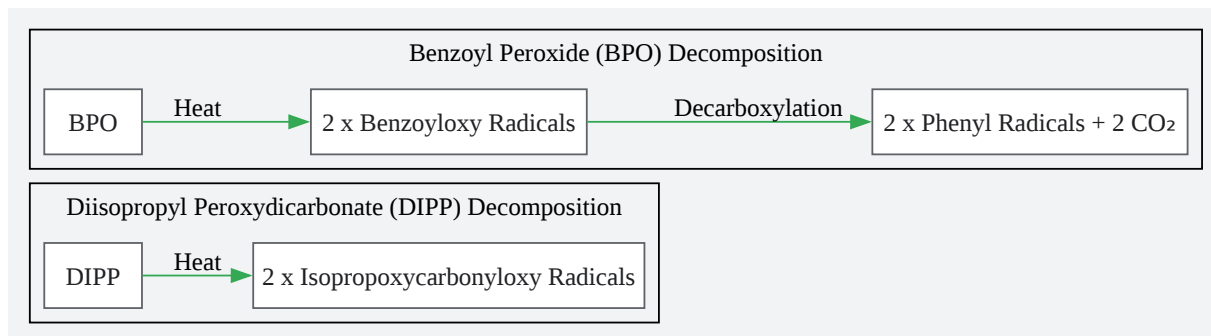 Benzoyl Peroxide (BPO) Decomposition
BPO
Heat
2 x Benzoyloxy Radicals
Decarboxylation
2 x Phenyl Radicals + 2 CO₂
Diisopropyl Peroxydicarbonate (DIPP) Decomposition
DIPP
Heat
2 x Isopropoxycarbonyloxy Radicals